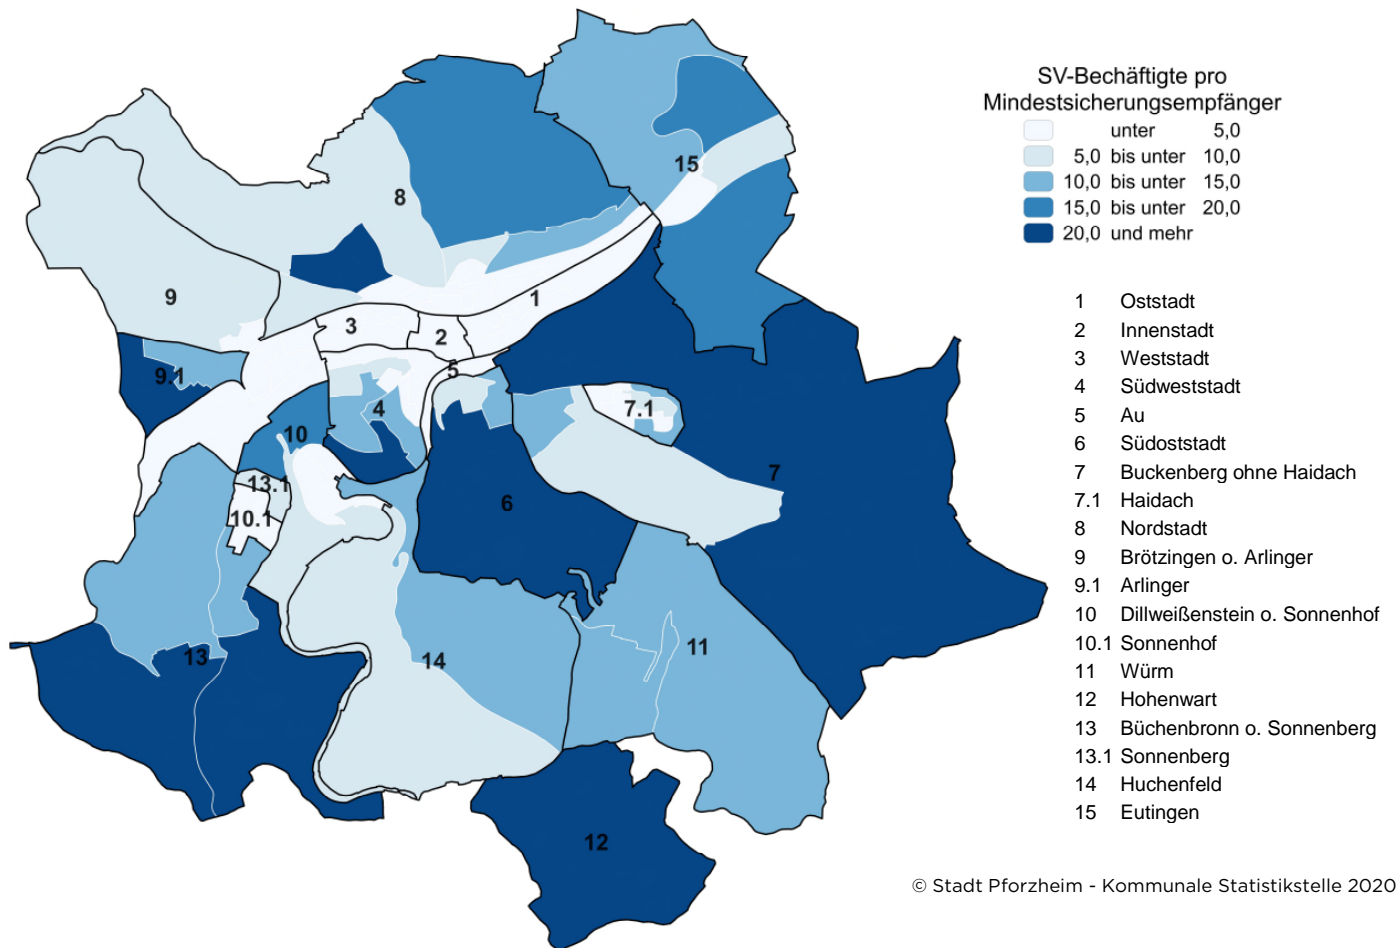 SV-Bechäftigte pro
Mindestsicherungsempfänger
unter 5,0
5,0 bis unter 10,0
10,0 bis unter 15,0
15,0 bis unter 20,0
20,0 und mehr
15
8
9
1
3
2
5
9.1
4
7.1
10
7
13.1
6
10.1
11
13
14
12
1 Oststadt
2 Innenstadt
3 Weststadt
4 Südweststadt
5 Au
6 Südoststadt
7 Buckenberg ohne Haidach
7.1 Haidach
8 Nordstadt
9 Brötzingen o. Arlinger
9.1 Arlinger
10 Dillweißenstein o. Sonnenhof
10.1 Sonnenhof
11 Würm
12 Hohenwart
13 Büchenbronn o. Sonnenberg
13.1 Sonnenberg
14 Huchenfeld
15 Eutingen
© Stadt Pforzheim - Kommunale Statistikstelle 2020